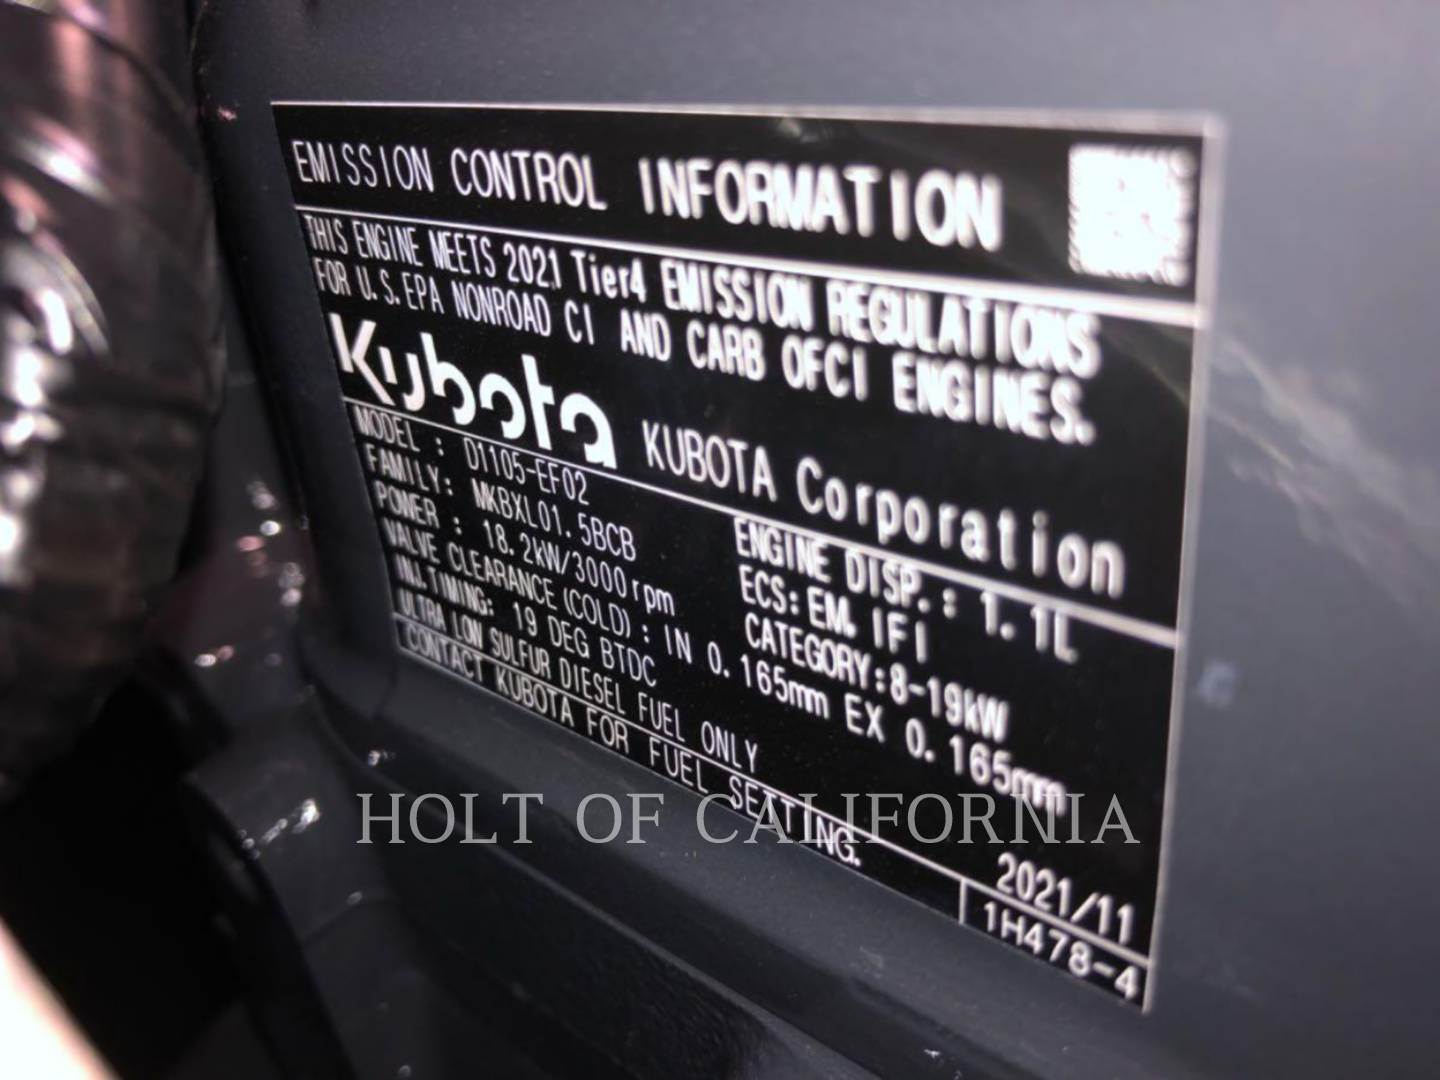 EMISSION CONTROL INFORMATION
THIS ENGINE MEETS 2021 Tier4 EMISSION REGULATIONS
FOR U.S.EPA NONROAD CI AND CARB OFCI ENGINES.
Kubota KUBOTA Corporation
MODEL : D1105-EF02
FAMILY: MKBXL01.5BCB ENGINE DISP.: 1.1L
POWER : 18.2kW/3000rpm ECS:EM, IFI
CATEGORY:8-19kW
VALVE CLEARANCE(COLD): IN 0.165mm EX 0.165mm
INJ.TIMING: 19 DEG BTDC
ULTRA LOW SULFUR DIESEL FUEL ONLY
CONTACT KUBOTA FOR FUEL SETTING.
2021/11
1H478-4
HOLT OF CALIFORNIA